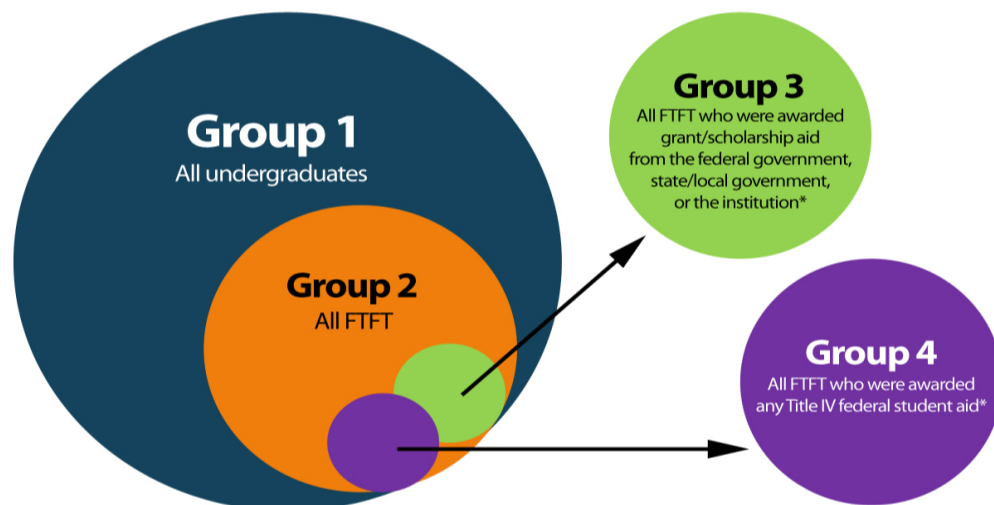 Group 1
All undergraduates
Group 2
All FTFT
Group 3
All FTFT who were awarded
grant/scholarship aid
from the federal government,
state/local government,
or the institution*
Group 4
All FTFT who were awarded
any Title IV federal student aid*